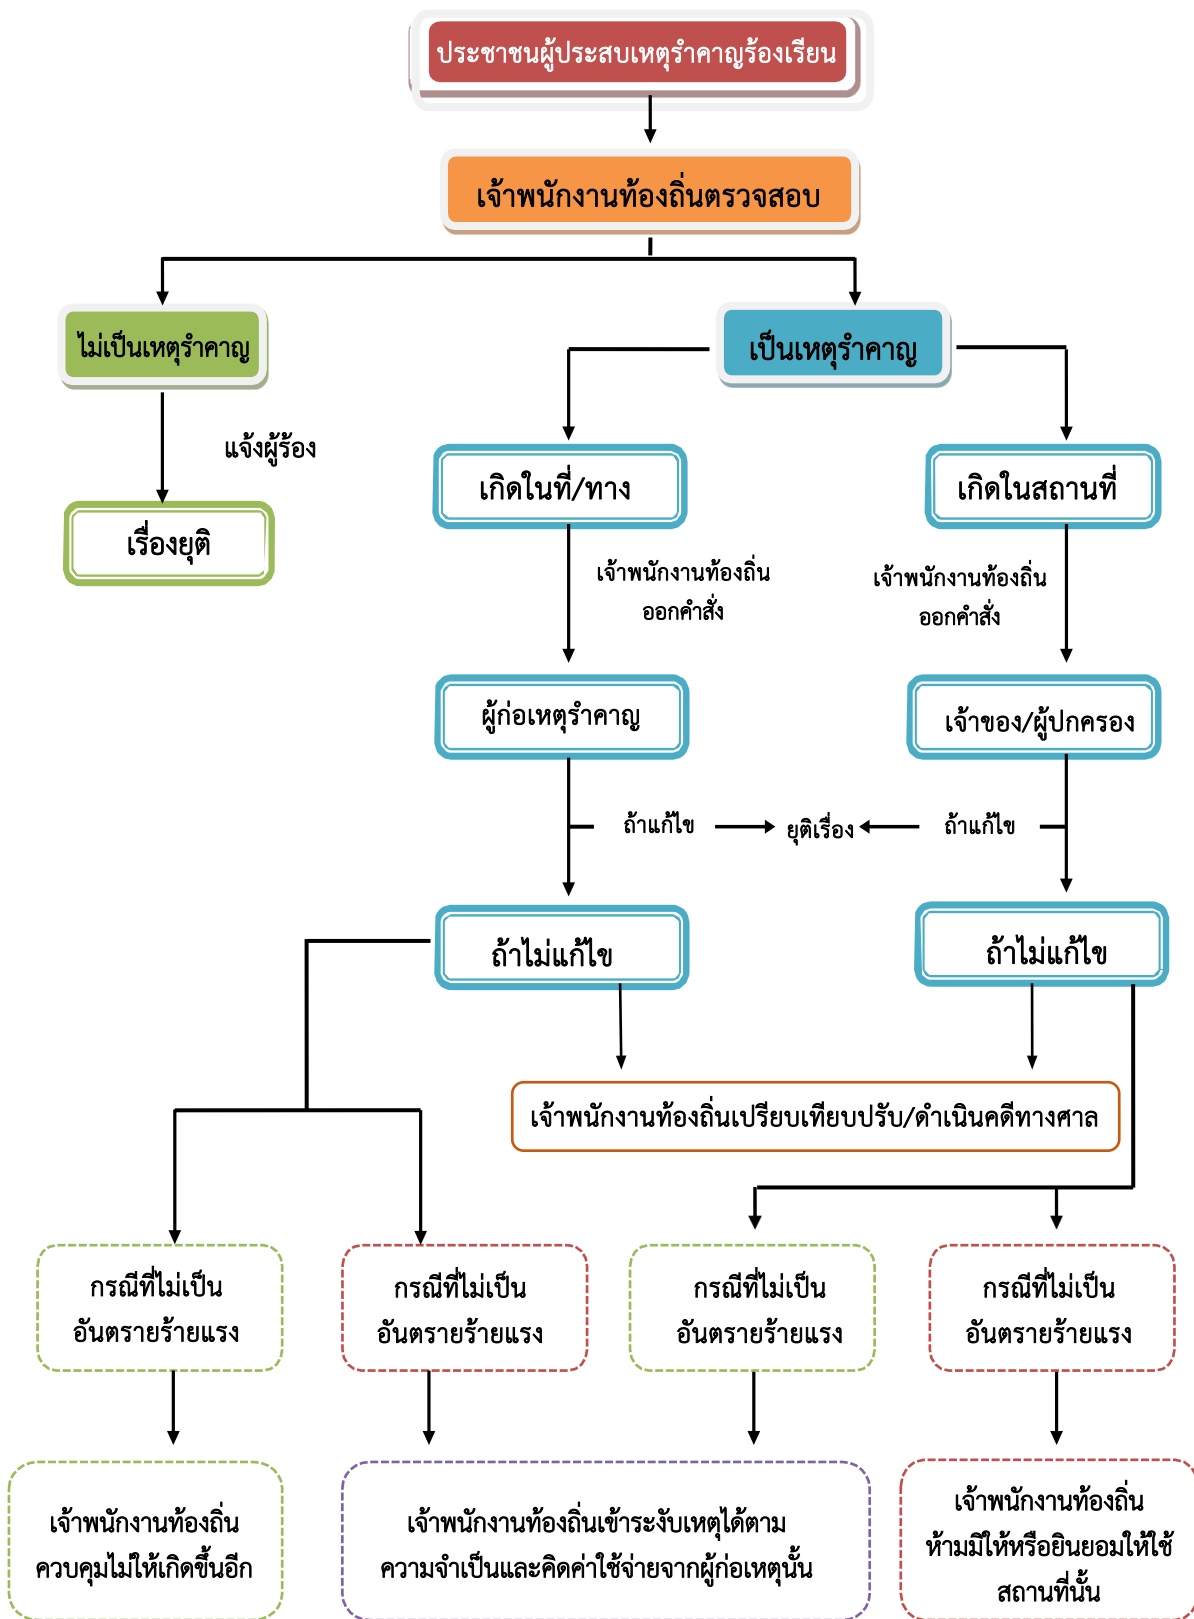 ประชาชนผู้ประสบเหตุรำคาญร้องเรียน
เจ้าพนักงานท้องถิ่นตรวจสอบ
ไม่เป็นเหตุรำคาญ
เป็นเหตุรำคาญ
แจ้งผู้ร้อง
เกิดในที่/ทาง
เกิดในสถานที่
เรื่องยุติ
เจ้าพนักงานท้องถิ่น
ออกคำสั่ง
เจ้าพนักงานท้องถิ่น
ออกคำสั่ง
ผู้ก่อเหตุรำคาญ
เจ้าของ/ผู้ปกครอง
ถ้าแก้ไข
ยุติเรื่อง
ถ้าแก้ไข
ถ้าไม่แก้ไข
ถ้าไม่แก้ไข
เจ้าพนักงานท้องถิ่นเปรียบเทียบปรับ/ดำเนินคดีทางศาล
กรณีที่ไม่เป็น
อันตรายร้ายแรง
กรณีที่ไม่เป็น
อันตรายร้ายแรง
กรณีที่ไม่เป็น
อันตรายร้ายแรง
กรณีที่ไม่เป็น
อันตรายร้ายแรง
เจ้าพนักงานท้องถิ่น
ควบคุมไม่ให้เกิดขึ้นอีก
เจ้าพนักงานท้องถิ่นเข้าระงับเหตุได้ตาม
ความจำเป็นและคิดค่าใช้จ่ายจากผู้ก่อเหตุนั้น
เจ้าพนักงานท้องถิ่น
ห้ามมิให้หรือยินยอมให้ใช้
สถานที่นั้น